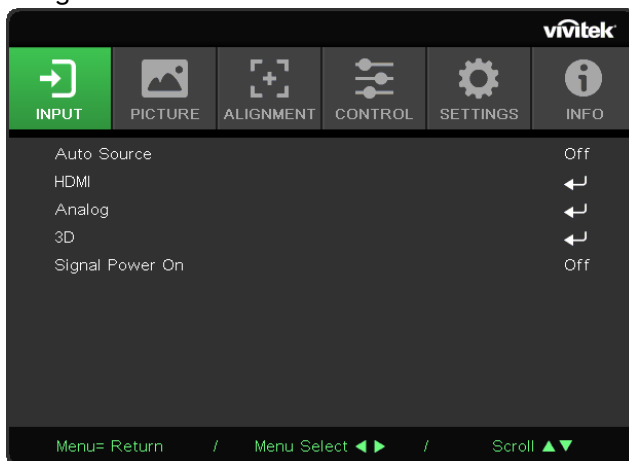 vivitek
INPUT PICTURE ALIGNMENT CONTROL SETTINGS INFO
Auto Source Off
HDMI
Analog
3D
Signal Power On Off
Menu= Return / Menu Select ◀ ▶ / Scroll ▲▼